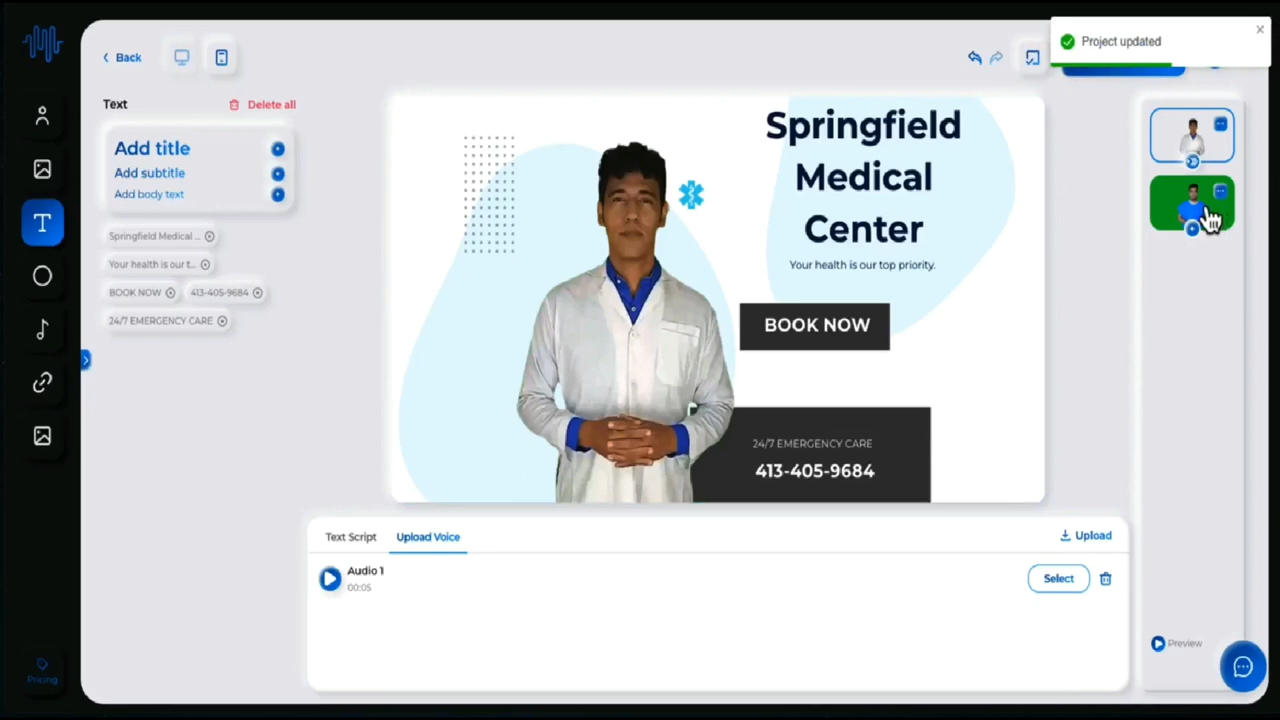 Project updated
Back
Text
Delete all
Add title
Add subtitle
Add body text
Springfield Medical ...
Your health is our t...
BOOK NOW
413-405-9684
24/7 EMERGENCY CARE
Springfield
Medical
Center
Your health is our top priority.
BOOK NOW
24/7 EMERGENCY CARE
413-405-9684
Text Script
Upload Voice
Upload
Audio 1
00:05
Select
Preview
Pricing